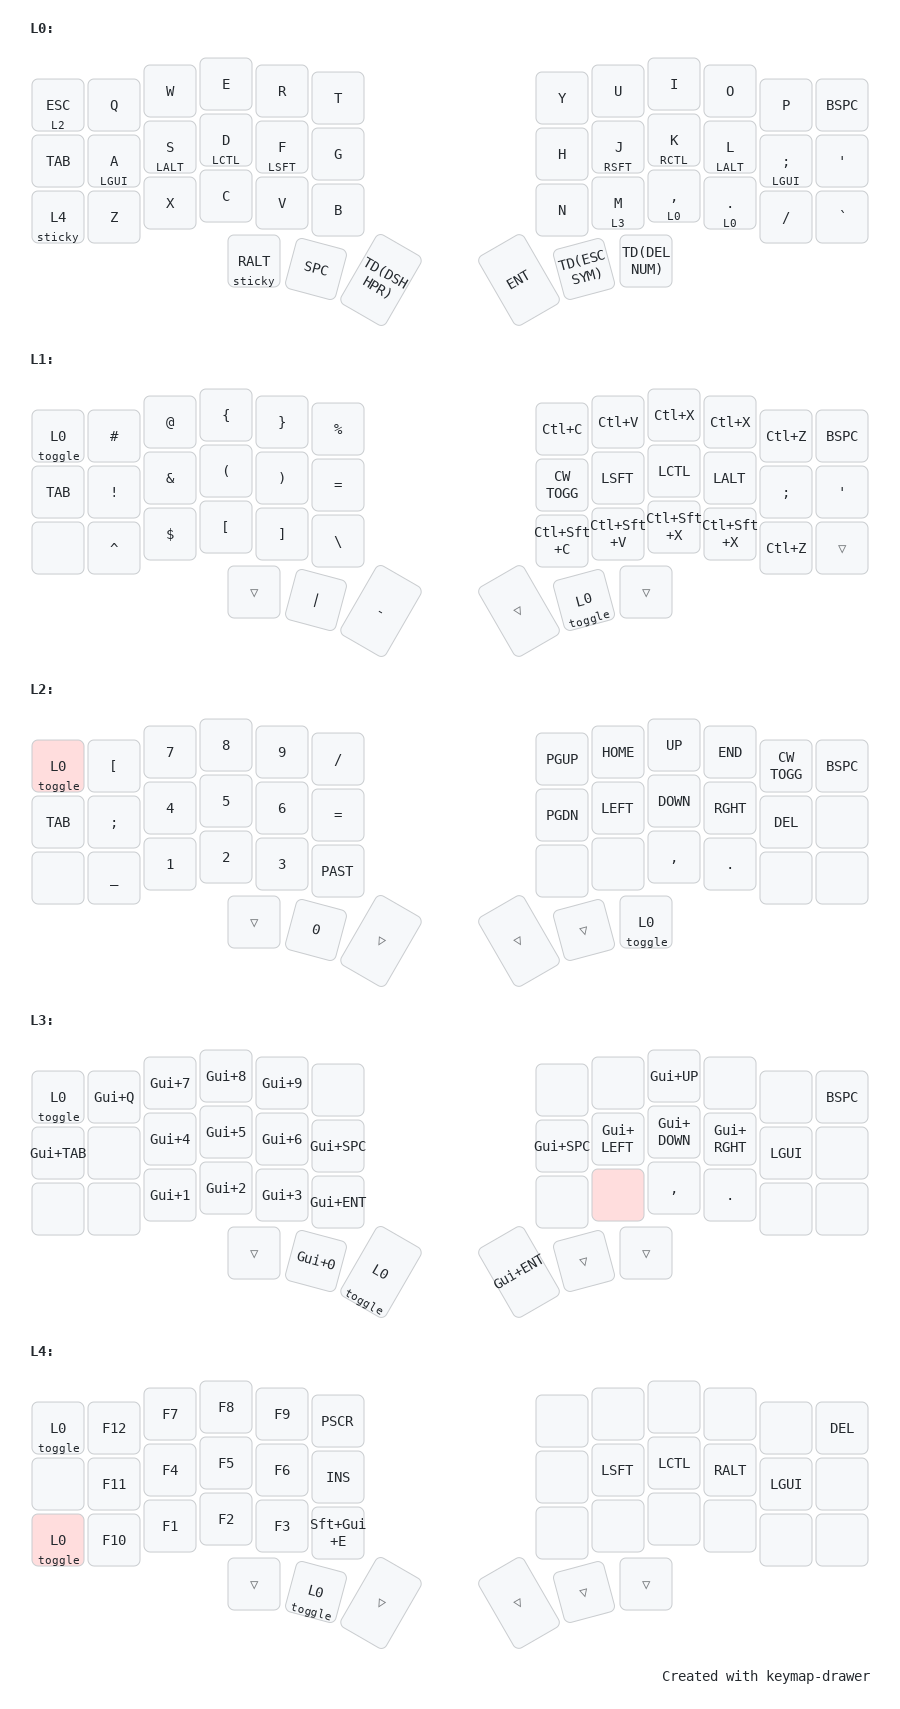 L0:
ESC Q W E R T Y U I O P BSPC
L2
TAB A S D F G H J K L ; '
LGUI LALT LCTL LSFT RSFT RCTL LALT LGUI
L4 Z X C V B N M , . / `
sticky L3 L0 L0
RALT SPC TD(DSH HPR) ENT TD(ESC SYM) TD(DEL NUM)
sticky
L1:
L0 # @ { } % Ctl+C Ctl+V Ctl+X Ctl+X Ctl+Z BSPC
toggle
TAB ! & ( ) = CW TOGG LSFT LCTL LALT ; '
^ $ [ ] \ Ctl+Sft +C Ctl+Sft +V Ctl+Sft +X Ctl+Sft +X Ctl+Z ▽
▽ | - ◁ L0 ▽
toggle
L2:
L0 [ 7 8 9 / PGUP HOME UP END CW TOGG BSPC
toggle
TAB ; 4 5 6 = PGDN LEFT DOWN RGHT DEL
_ 1 2 3 PAST , .
▽ 0 ▷ ◁ ▽ L0
toggle
L3:
L0 Gui+Q Gui+7 Gui+8 Gui+9 Gui+UP BSPC
toggle
Gui+TAB Gui+4 Gui+5 Gui+6 Gui+SPC Gui+SPC Gui+ LEFT Gui+ DOWN Gui+ RGHT LGUI
Gui+1 Gui+2 Gui+3 Gui+ENT , .
▽ Gui+0 L0 Gui+ENT ▽ ▽
toggle
L4:
L0 F12 F7 F8 F9 PSCR DEL
toggle
F11 F4 F5 F6 INS LSFT LCTL RALT LGUI
L0 F10 F1 F2 F3 Sft+Gui +E
toggle
▽ L0 ▷ ◁ ▽ ▽
toggle
Created with keymap-drawer